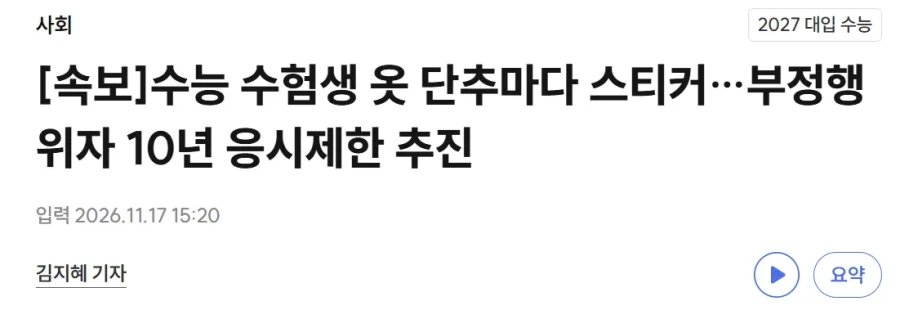 사회
2027 대입 수능
[속보]수능 수험생 옷 단추마다 스티커…부정행
위자 10년 응시제한 추진
입력 2026.11.17 15:20
김지혜 기자
요약